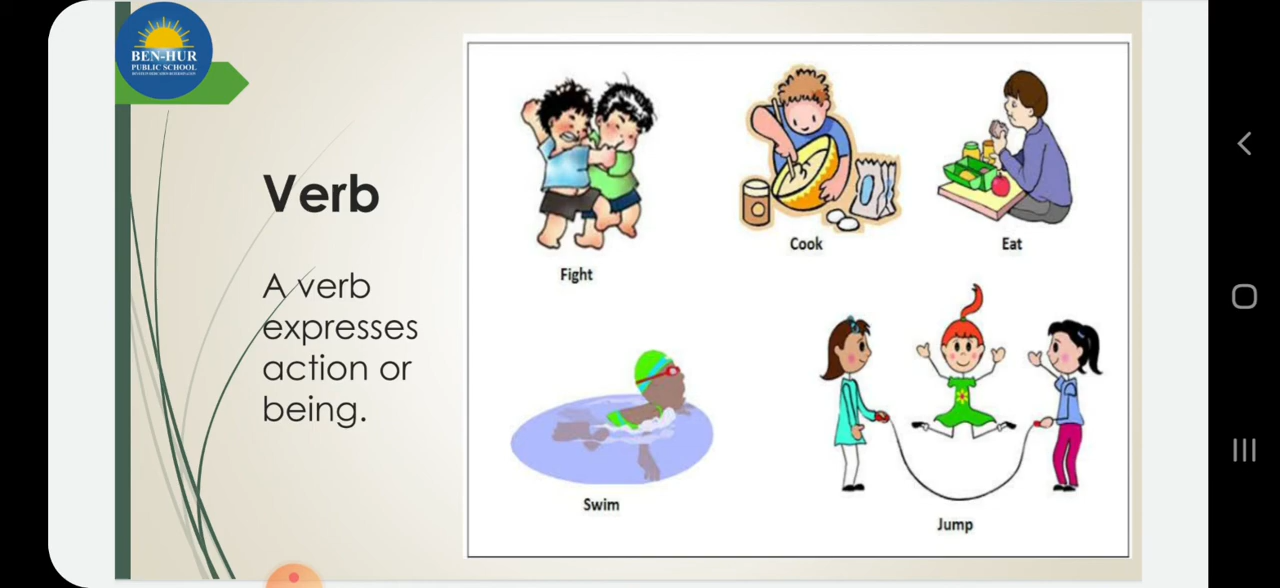 BEN-HUR
PUBLIC SCHOOL
Verb
A verb
expresses
action or
being.
Fight
Cook
Eat
Swim
Jump